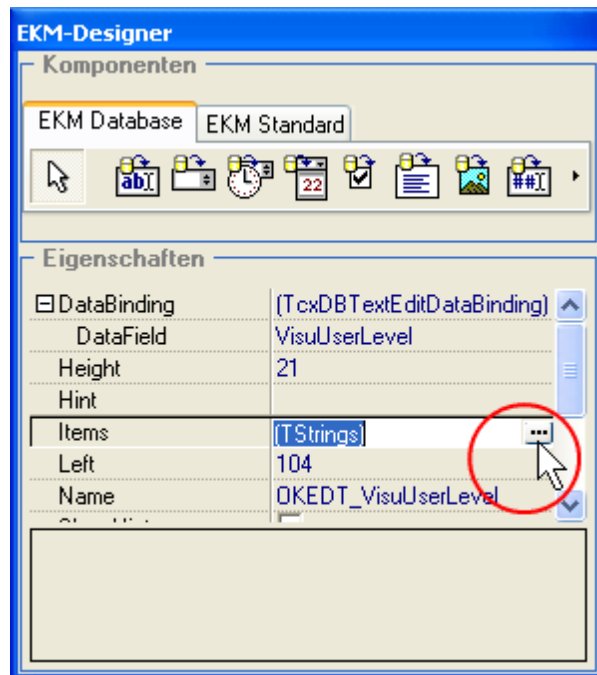 EKM-Designer
Komponenten
EKM Database EKM Standard
abI 22 ##I
Eigenschaften
DataBinding (TcxDBTextEditDataBinding)
DataField VisuUserLevel
Height 21
Hint
Items (TStrings) ...
Left 104
Name OKEDT_VisuUserLevel